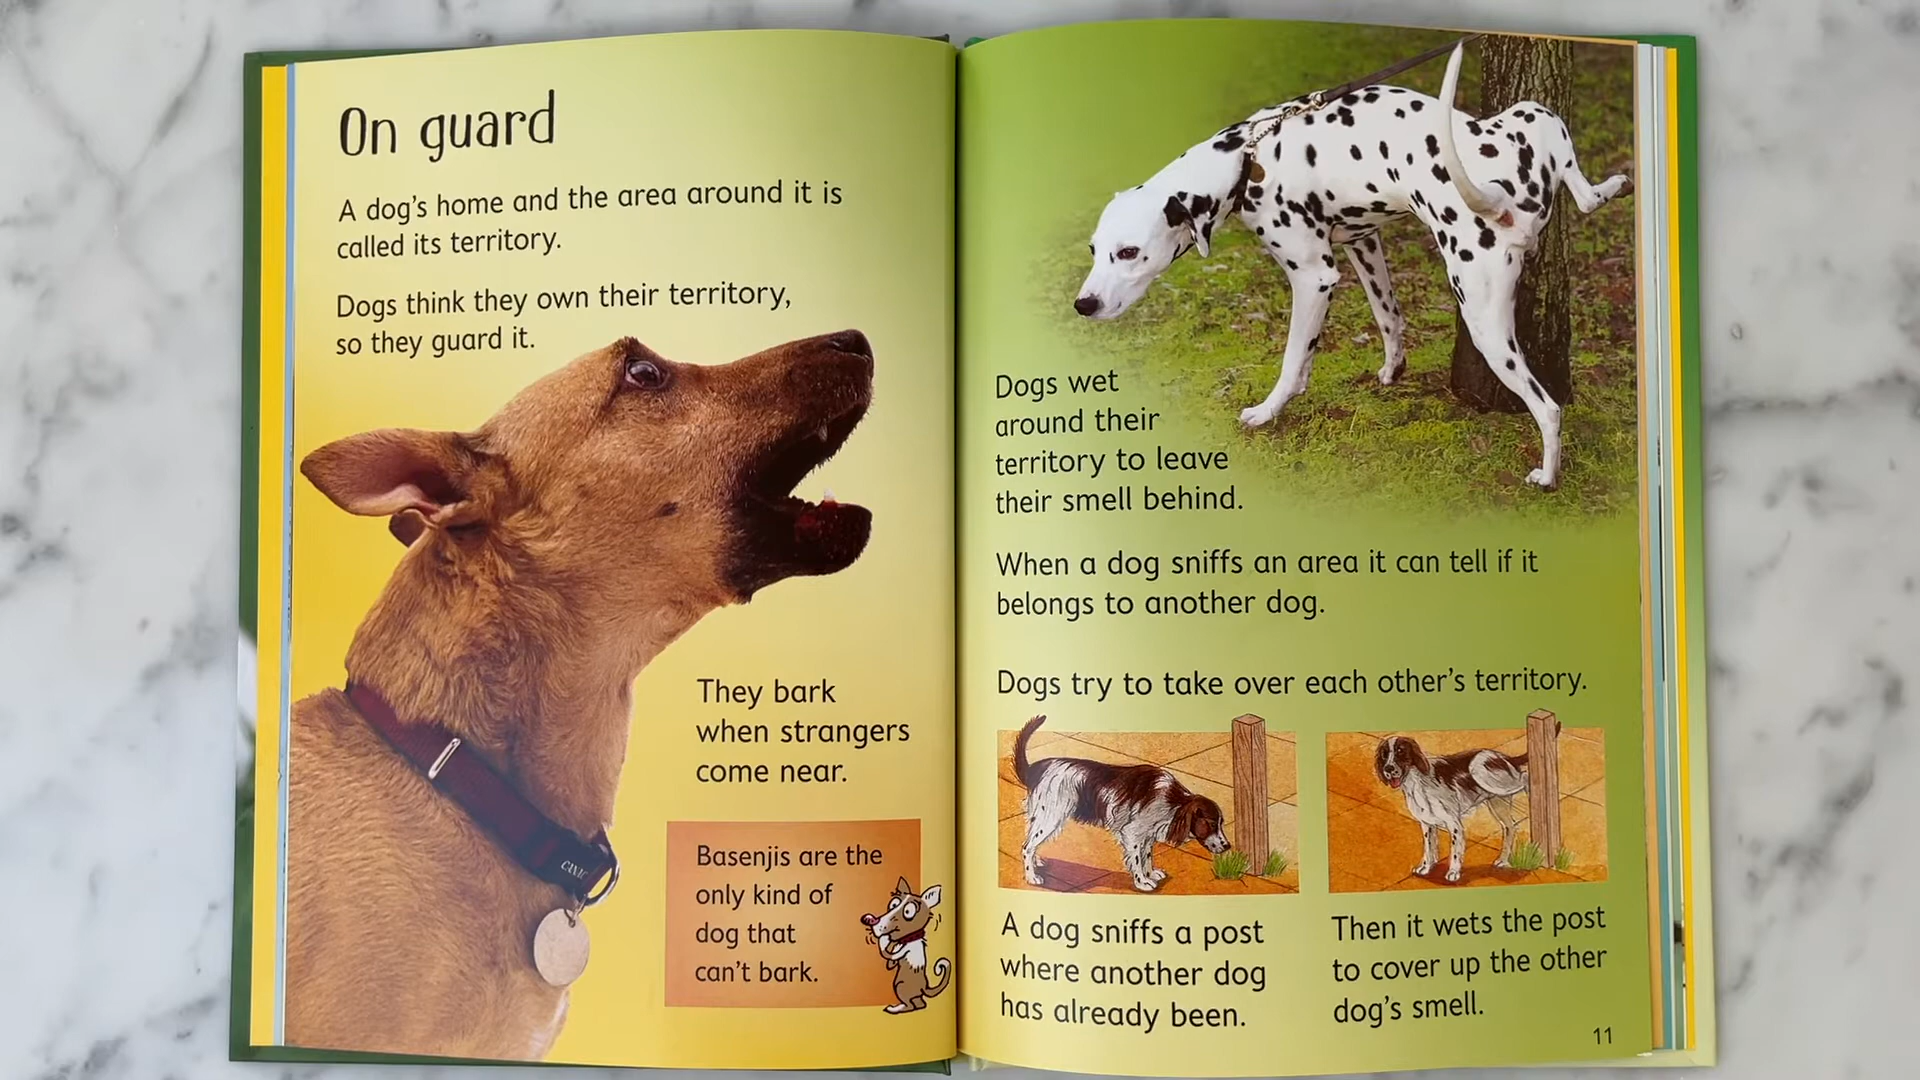 On guard
A dog's home and the area around it is
called its territory.
Dogs think they own their territory,
so they guard it.
They bark
when strangers
come near.
Basenjis are the
only kind of
dog that
can't bark.
Dogs wet
around their
territory to leave
their smell behind.
When a dog sniffs an area it can tell if it
belongs to another dog.
Dogs try to take over each other's territory.
A dog sniffs a post
where another dog
has already been.
Then it wets the post
to cover up the other
dog's smell.
11